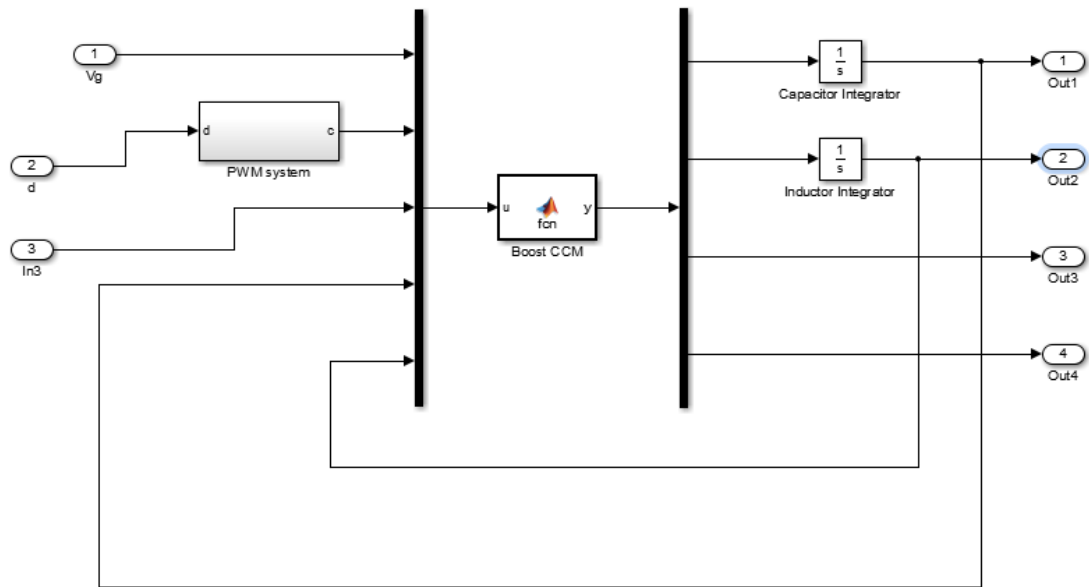 1
Vg
d
c
PWM system
2
d
3
In3
u
fcn
y
Boost CCM
1
s
Capacitor Integrator
1
s
Inductor Integrator
1
Out1
2
Out2
3
Out3
4
Out4